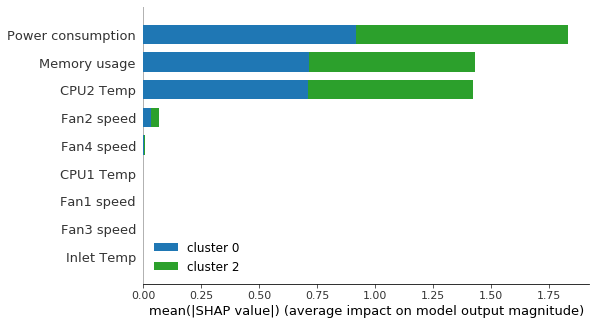 Power consumption
Memory usage
CPU2 Temp
Fan2 speed
Fan4 speed
CPU1 Temp
Fan1 speed
Fan3 speed
Inlet Temp
cluster 0
cluster 2
0.00 0.25 0.50 0.75 1.00 1.25 1.50 1.75
mean(|SHAP value|) (average impact on model output magnitude)